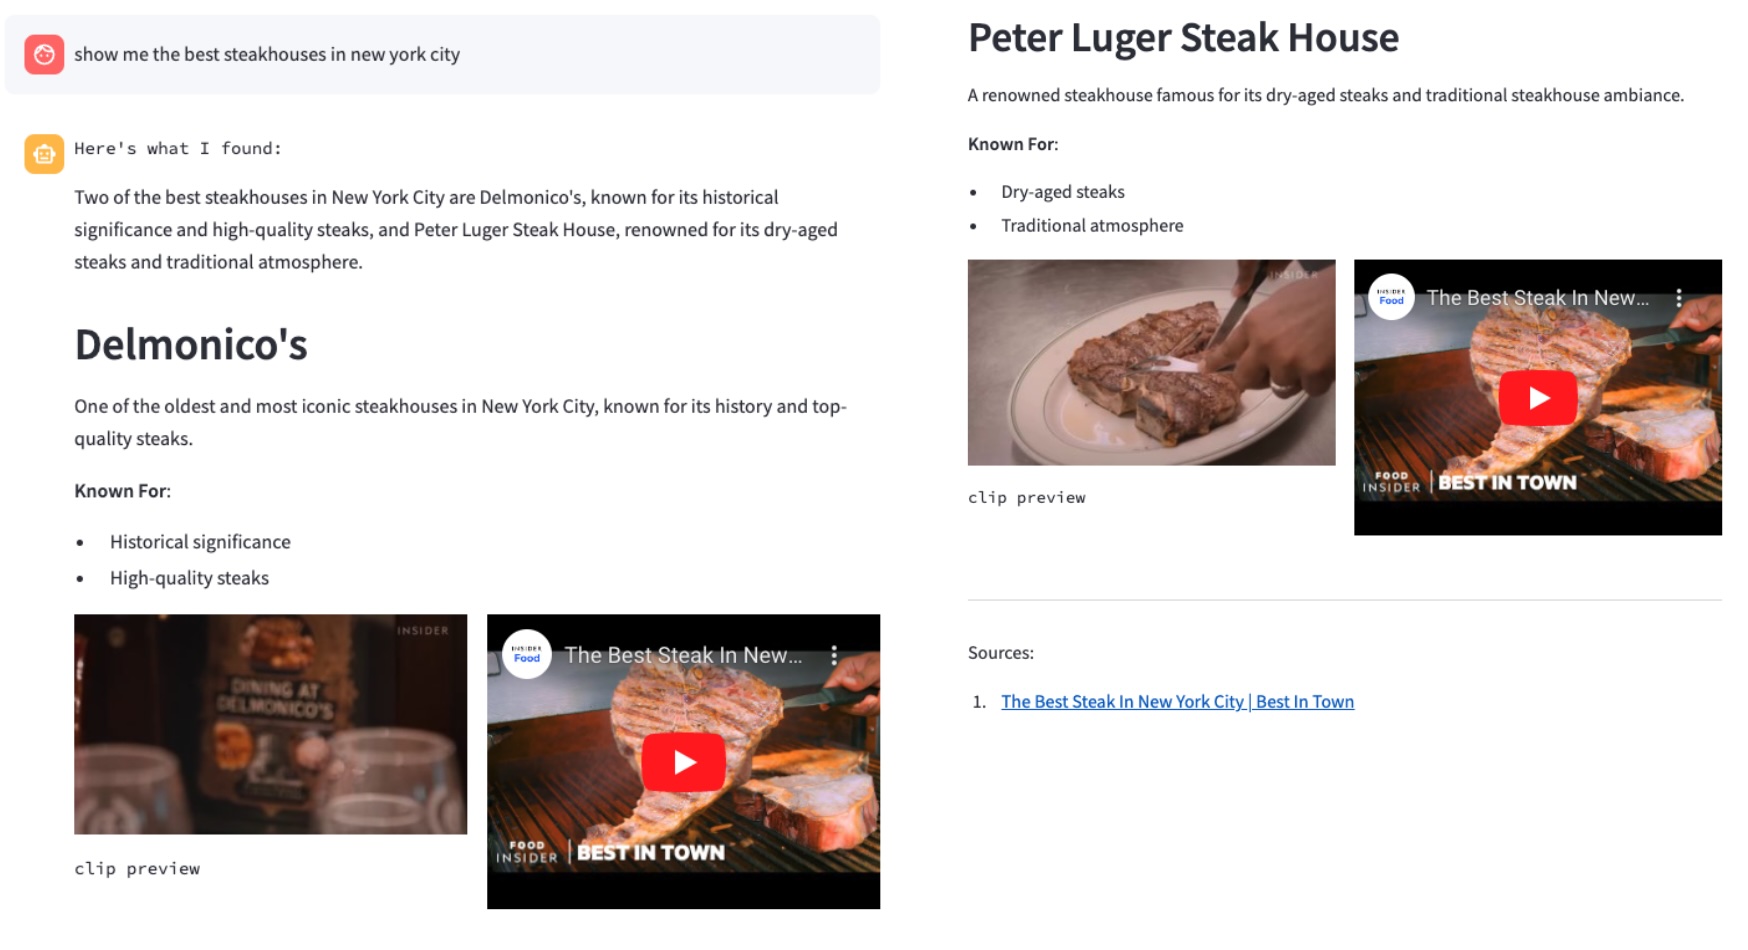 show me the best steakhouses in new york city
Here's what I found:
Two of the best steakhouses in New York City are Delmonico's, known for its historical
significance and high-quality steaks, and Peter Luger Steak House, renowned for its dry-aged
steaks and traditional atmosphere.
Delmonico's
One of the oldest and most iconic steakhouses in New York City, known for its history and top-
quality steaks.
Known For:
• Historical significance
• High-quality steaks
INSIDER
DINING AT
DELMONICO'S
clip preview
INSIDER
Food
The Best Steak In New...
FOOD
INSIDER
BEST IN TOWN
Peter Luger Steak House
A renowned steakhouse famous for its dry-aged steaks and traditional steakhouse ambiance.
Known For:
• Dry-aged steaks
• Traditional atmosphere
INSIDER
clip preview
INSIDER
Food
The Best Steak In New...
FOOD
INSIDER
BEST IN TOWN
Sources:
1. The Best Steak In New York City | Best In Town